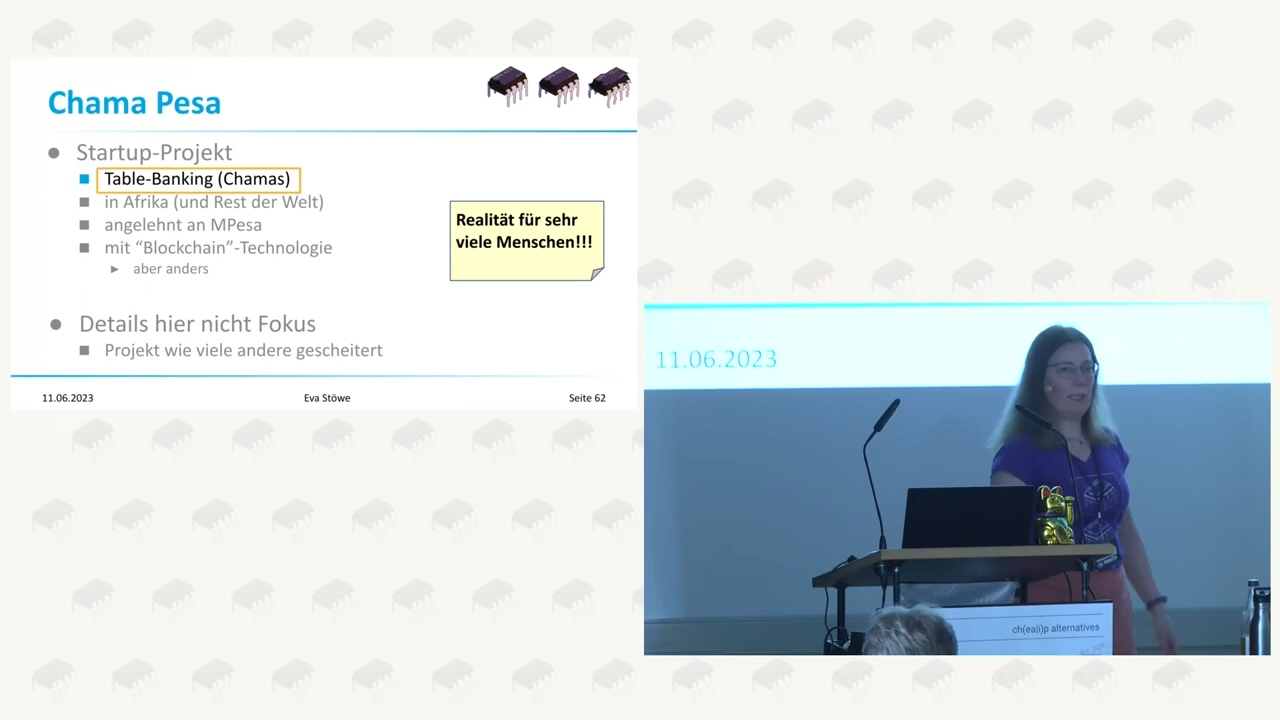 Chama Pesa
Startup-Projekt
Table-Banking (Chamas)
in Afrika (und Rest der Welt)
angelehnt an MPesa
mit “Blockchain”-Technologie
aber anders
Realität für sehr
viele Menschen!!!
Details hier nicht Fokus
Projekt wie viele andere gescheitert
11.06.2023
Eva Stöwe
Seite 62
11.06.2023
ch(ea|i)p alternatives